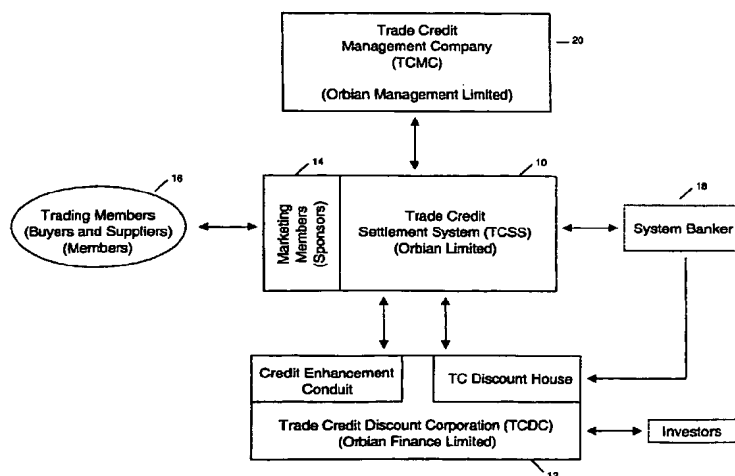 Trade Credit
Management Company
(TCMC)
(Orbian Management Limited)
20
16
Trading Members
(Buyers and Suppliers)
(Members)
14
Marketing
Members
(Sponsors)
10
Trade Credit
Settlement System (TCSS)
(Orbian Limited)
18
System Banker
Credit Enhancement
Conduit
TC Discount House
Trade Credit Discount Corporation (TCDC)
(Orbian Finance Limited)
Investors
12